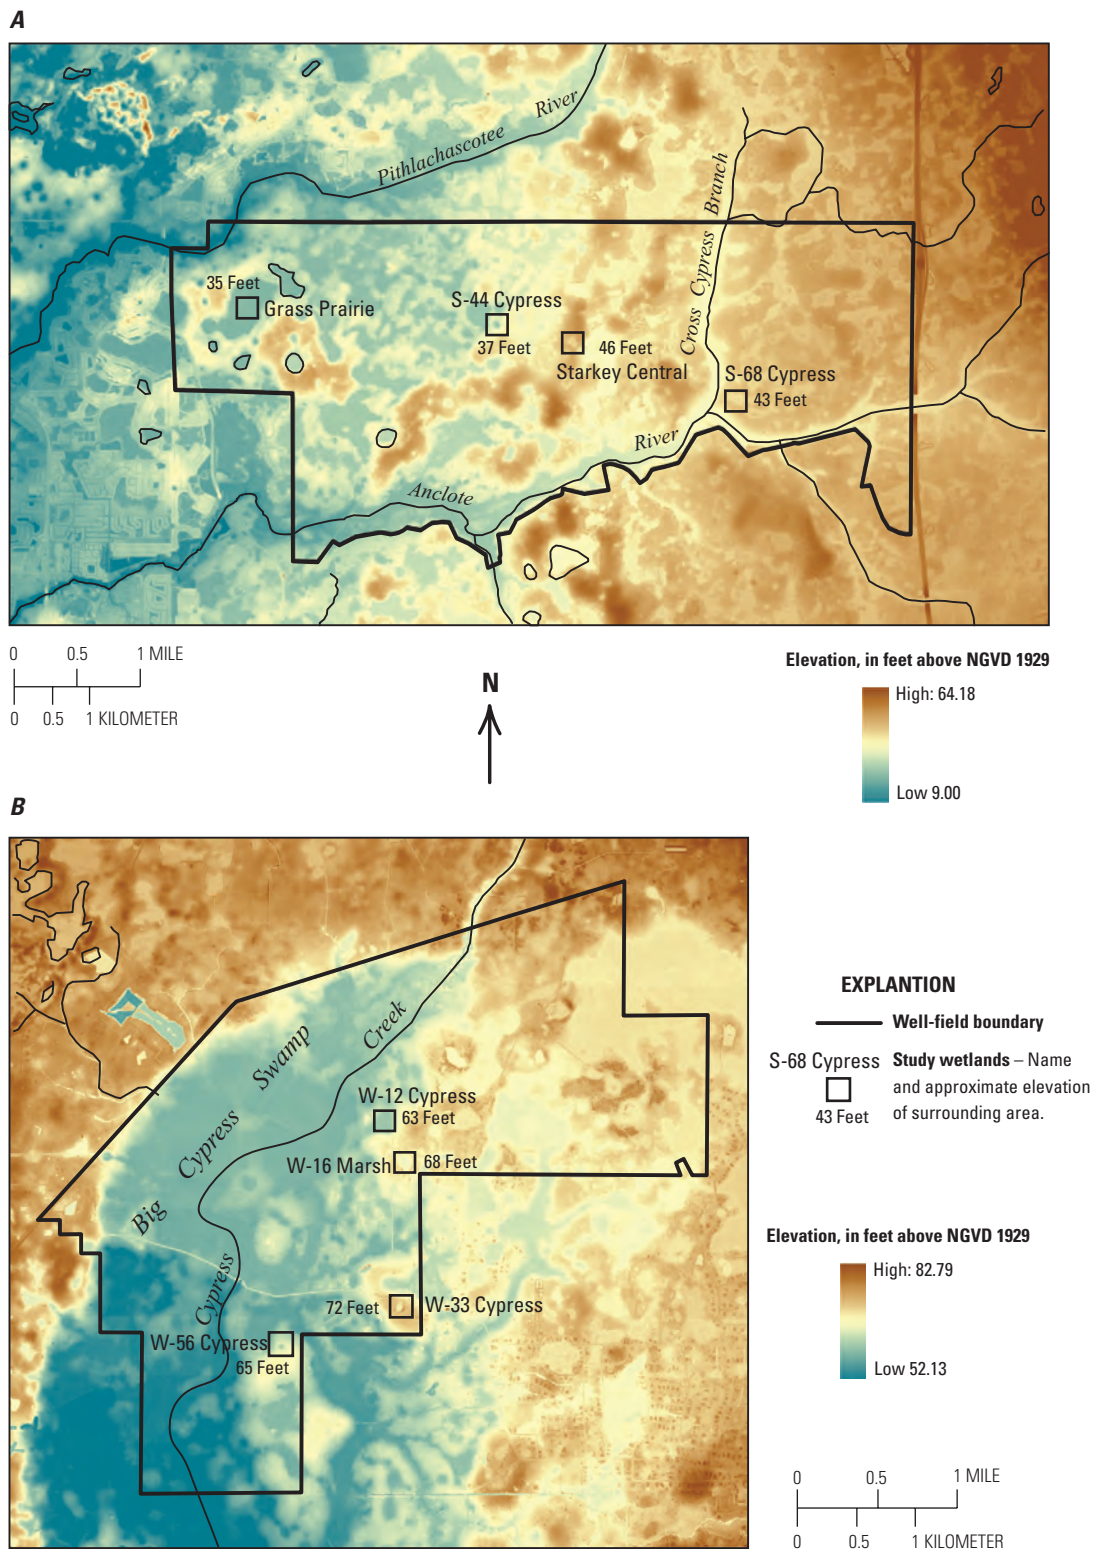 A
Pithlachascotee River
Cross Cypress Branch
35 Feet
Grass Prairie
S-44 Cypress
37 Feet
46 Feet
Starkey Central
S-68 Cypress
43 Feet
River
Anclote
0 0.5 1 MILE
0 0.5 1 KILOMETER
N
Elevation, in feet above NGVD 1929
High: 64.18
Low 9.00
B
Big Cypress Swamp
Creek
Cypress
W-12 Cypress
63 Feet
W-16 Marsh
68 Feet
72 Feet
W-33 Cypress
W-56 Cypress
65 Feet
EXPLANTION
Well-field boundary
S-68 Cypress
43 Feet
Study wetlands – Name
and approximate elevation
of surrounding area.
Elevation, in feet above NGVD 1929
High: 82.79
Low 52.13
0 0.5 1 MILE
0 0.5 1 KILOMETER